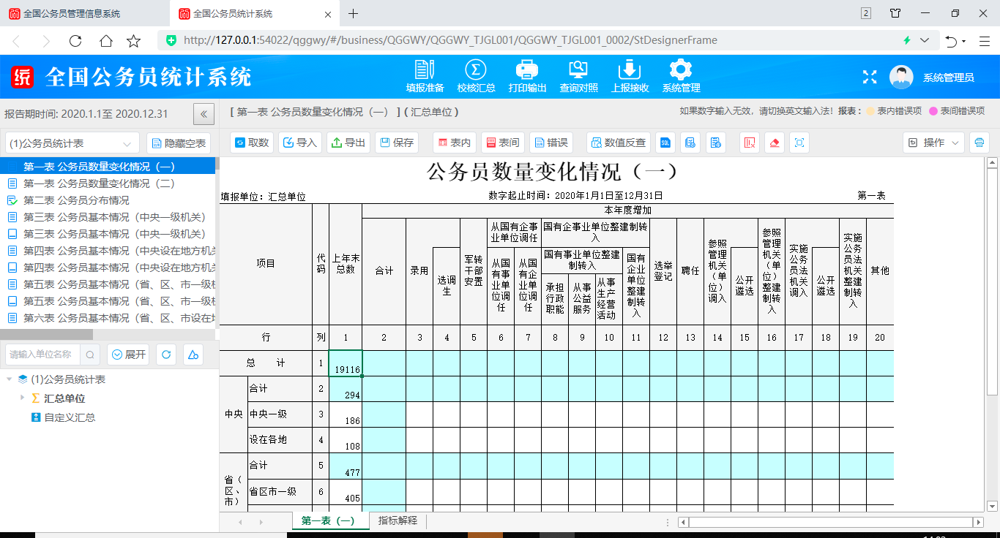 全国公务员管理信息系统
全国公务员统计系统
2
http://127.0.0.1:54022/qggwy/#/business/QGGWY/QGGWY_TJGL001/QGGWY_TJGL001_0002/StDesignerFrame
统 全国公务员统计系统
填报准备 校核汇总 打印输出 查询对照 上报接收 系统管理
系统管理员
报告期时间: 2020.1.1至 2020.12.31
[ 第一表 公务员数量变化情况（一） ] ( 汇总单位 )
如果数字输入无效，请切换英文输入法! 报表: 表内错误项 表间错误项
(1)公务员统计表 隐藏空表
取数 导入 导出 保存 表内 表间 错误 数值反查 SQL 操作
第一表 公务员数量变化情况（一）
第一表 公务员数量变化情况（二）
第二表 公务员分布情况
第三表 公务员基本情况（中央一级机关）
第三表 公务员基本情况（中央一级机关）
第四表 公务员基本情况（中央设在地方机关
第四表 公务员基本情况（中央设在地方机关
第五表 公务员基本情况（省、区、市一级机
第五表 公务员基本情况（省、区、市一级机
第六表 公务员基本情况（省、区、市设在地
请输入单位名称 展开
(1)公务员统计表
汇总单位
自定义汇总
公务员数量变化情况（一）
填报单位：汇总单位
数字起止时间：2020年1月1日至12月31日
第一表
项目
代码
上年末总数
本年度增加
合计
录用
选调生
军转干部安置
从国有企事业单位调任
从国有事业单位调任
从国有企业单位调任
国有企事业单位整建制转入
国有事业单位整建制转入
承担行政职能
从事公益服务
从事生产经营活动
国有企业单位整建制转入
选举登记
聘任
参照管理机关（单位）调入
公开遴选
参照管理机关（单位）整建制转入
实施公务员法机关调入
公开遴选
实施公务员法机关整建制转入
其他
行 列 1 2 3 4 5 6 7 8 9 10 11 12 13 14 15 16 17 18 19 20
总 计 1 19116
中央
合计 2 294
中央一级 3 186
设在各地 4 108
省（区、市）
合计 5 477
省区市一级 6 405
第一表（一） 指标解释